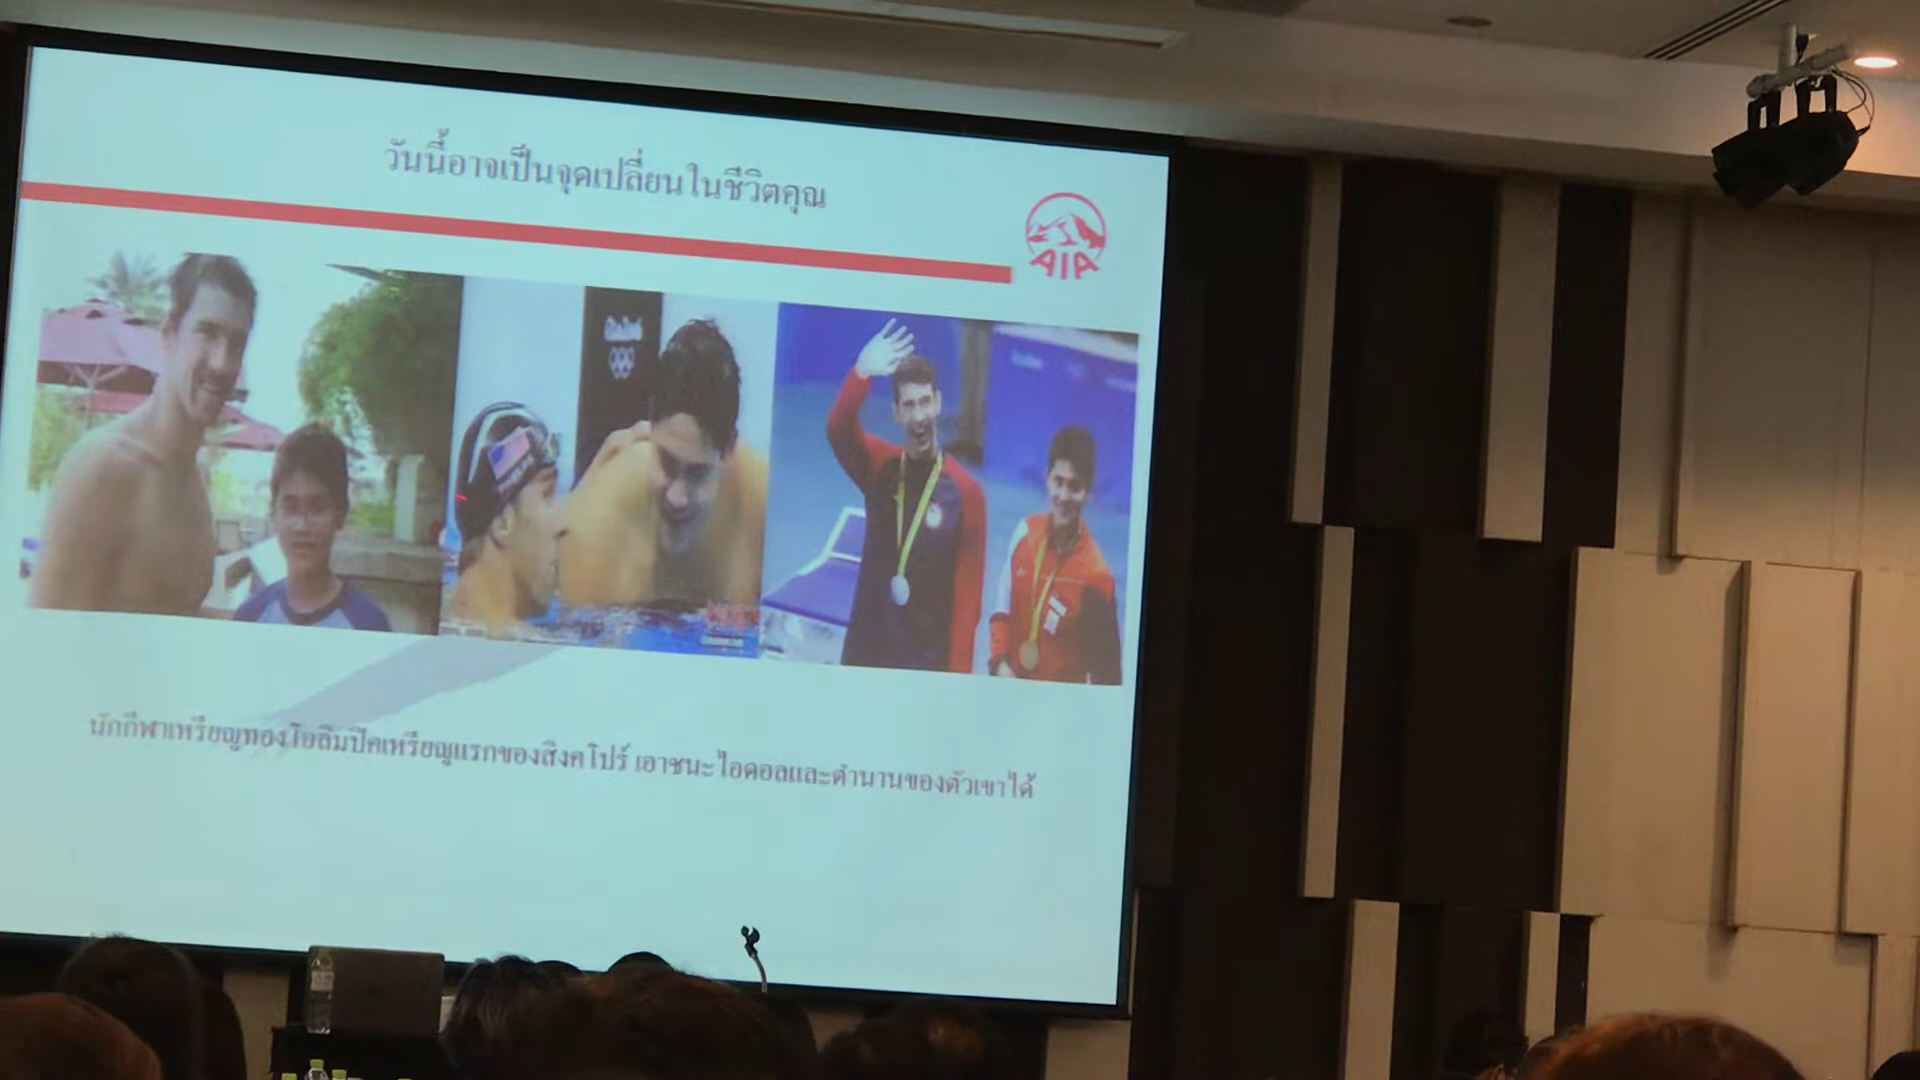 วันนี้อาจเป็นจุดเปลี่ยนในชีวิตคุณ
AIA
นักกีฬาเหรียญทองโอลิมปิคเหรียญแรกของสิงคโปร์ เอาชนะไอดอลและตำนานของตัวเขาได้